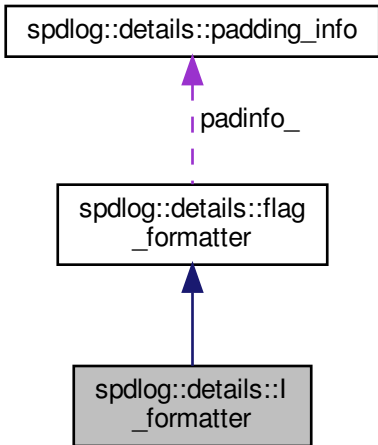 spdlog::details::padding_info
padinfo_
spdlog::details::flag
_formatter
spdlog::details::I
_formatter